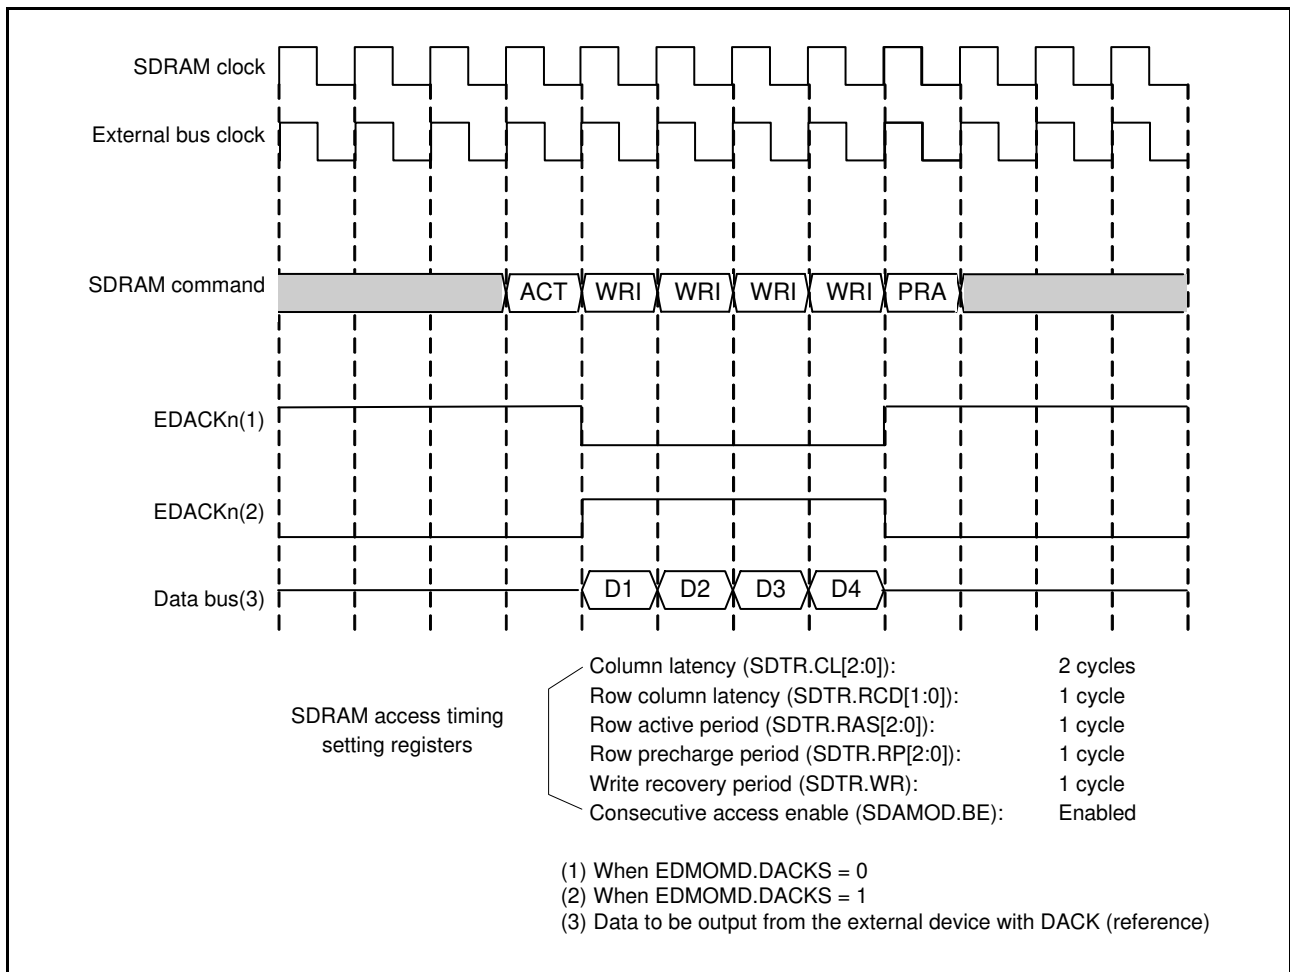 SDRAM clock
External bus clock
SDRAM command
ACT WRI WRI WRI WRI PRA
EDACKn(1)
EDACKn(2)
Data bus(3)
D1 D2 D3 D4
SDRAM access timing
setting registers
Column latency (SDTR.CL[2:0]): 2 cycles
Row column latency (SDTR.RCD[1:0]): 1 cycle
Row active period (SDTR.RAS[2:0]): 1 cycle
Row precharge period (SDTR.RP[2:0]): 1 cycle
Write recovery period (SDTR.WR): 1 cycle
Consecutive access enable (SDAMOD.BE): Enabled
(1) When EDMOMD.DACKS = 0
(2) When EDMOMD.DACKS = 1
(3) Data to be output from the external device with DACK (reference)